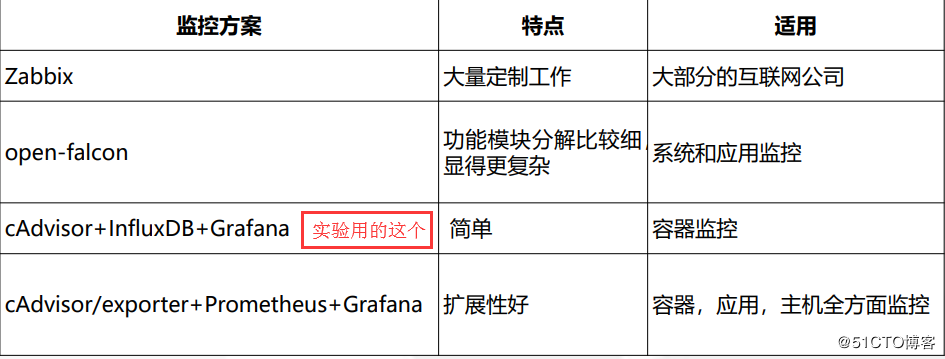 监控方案 特点 适用
Zabbix 大量定制工作 大部分的互联网公司
open-falcon 功能模块分解比较细，显得更复杂 系统和应用监控
cAdvisor+InfluxDB+Grafana 实验用的这个 简单 容器监控
cAdvisor/exporter+Prometheus+Grafana 扩展性好 容器，应用，主机全方面监控
@51CTO博客